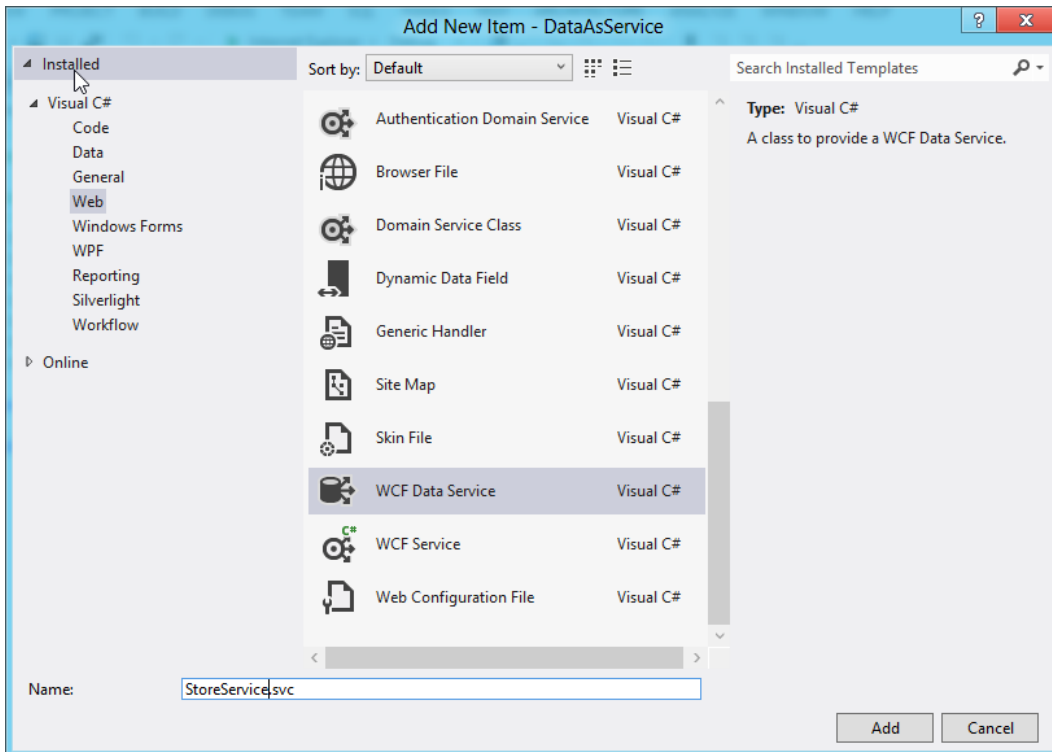 Add New Item - DataAsService
?
x
Installed
Sort by: Default
Search Installed Templates
Visual C#
Code
Data
General
Web
Windows Forms
WPF
Reporting
Silverlight
Workflow
Online
Authentication Domain Service Visual C#
Browser File Visual C#
Domain Service Class Visual C#
Dynamic Data Field Visual C#
Generic Handler Visual C#
Site Map Visual C#
Skin File Visual C#
WCF Data Service Visual C#
C#
WCF Service Visual C#
Web Configuration File Visual C#
Type: Visual C#
A class to provide a WCF Data Service.
Name: StoreService.svc
Add Cancel